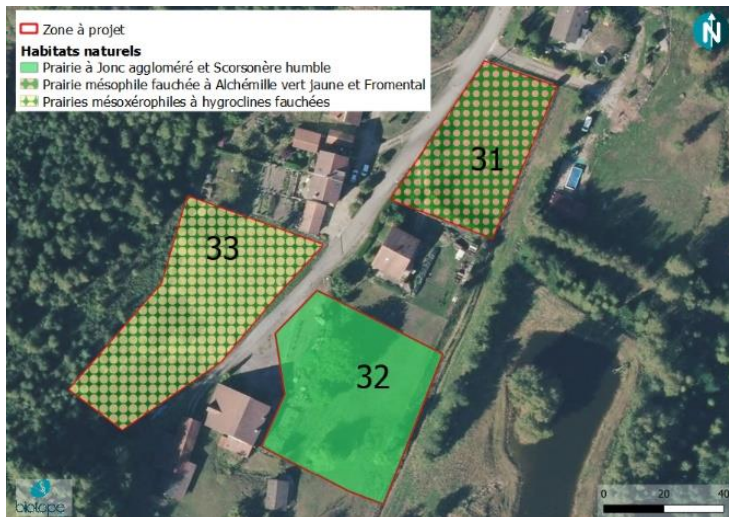 Zone à projet
Habitats naturels
Prairie à Jonc aggloméré et Scorsonère humble
Prairie mésophile fauchée à Alchémille vert Jaune et Fromental
Prairies mésoxérophiles à hygroclines fauchées
N
31
33
32
biotope
0 20 40